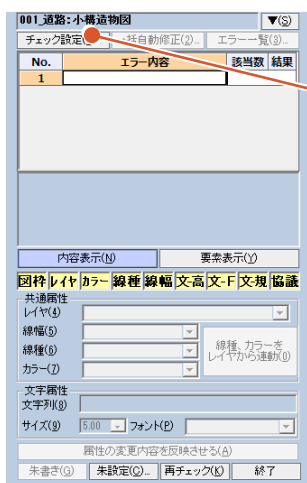 001_道路:小構造物図 ▼(S)
チェック設定 括自動修正(2)... エラー一覧(3)...
No. エラー内容 該当数 結果
1
内容表示(N) 要素表示(Y)
図枠 レイヤ カラー 線種 線幅 文-高 文-F 文-規 協議
共通属性
レイヤ(4)
線幅(5)
線種(6)
カラー(7)
線種、カラーを
レイヤから連動(0)
文字属性
文字列(8)
サイズ(9) 5.00 フォント(P)
属性の変更内容を反映させる(A)
朱書き(G) 朱設定(C)... 再チェック(K) 終了